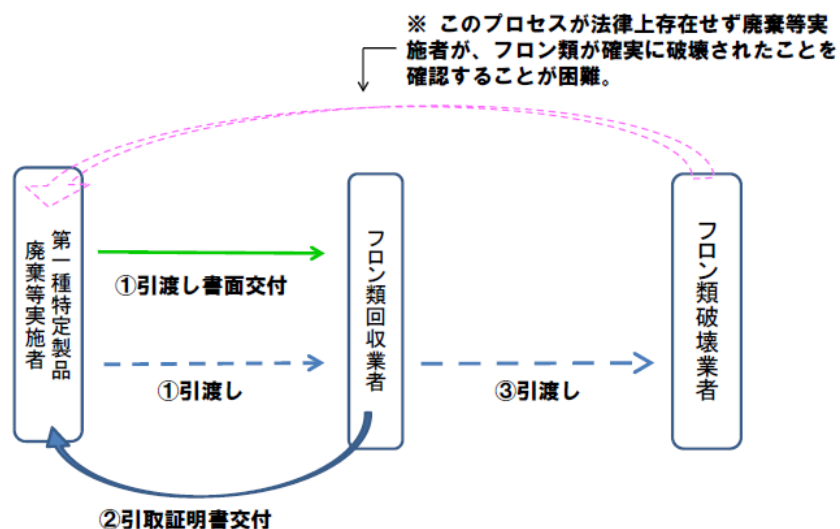 ※ このプロセスが法律上存在せず廃棄等実
施者が、フロン類が確実に破壊されたことを
確認することが困難。
第一種特定製品
廃棄等実施者
①引渡し書面交付
①引渡し
②引取証明書交付
フロン類回収業者
③引渡し
フロン類破壊業者